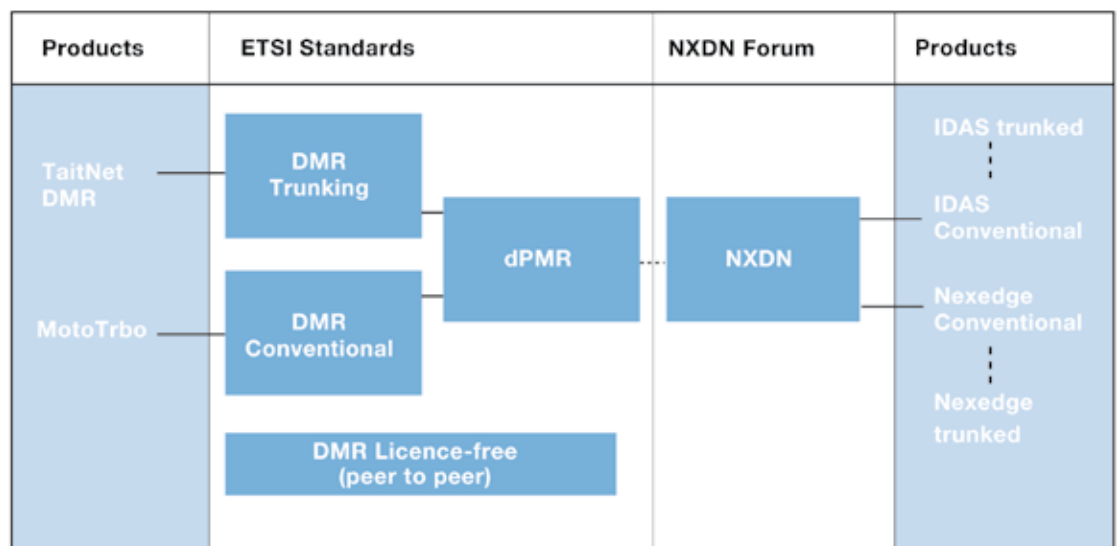 Products
ETSI Standards
NXDN Forum
Products
TaitNet
DMR
MotoTrbo
DMR
Trunking
DMR
Conventional
DMR Licence-free
(peer to peer)
dPMR
NXDN
IDAS trunked
IDAS
Conventional
Nexedge
Conventional
Nexedge
trunked